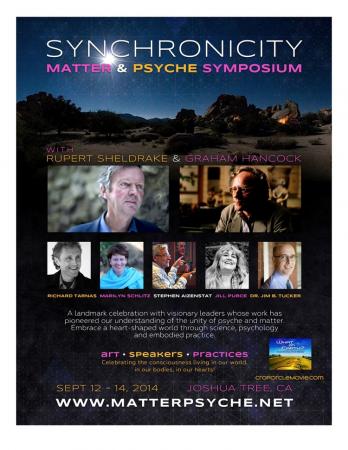 SYNCHRONICITY
MATTER & PSYCHE SYMPOSIUM
WITH
RUPERT SHELDRAKE & GRAHAM HANCOCK
RICHARD TARNAS MARILYN SCHLITZ STEPHEN AIZENSTAT JILL PURCE DR. JIM B. TUCKER
A landmark celebration with visionary leaders whose work has
pioneered our understanding of the unity of psyche and matter.
Embrace a heart-shaped world through science, psychology
and embodied practice.
art • speakers • practices
Celebrating the consciousness living in our world,
in our bodies, in our hearts!
WHAT ON EARTH?
cropcirclemovie.com
SEPT 12 - 14, 2014 JOSHUA TREE, CA
WWW.MATTERPSYCHE.NET